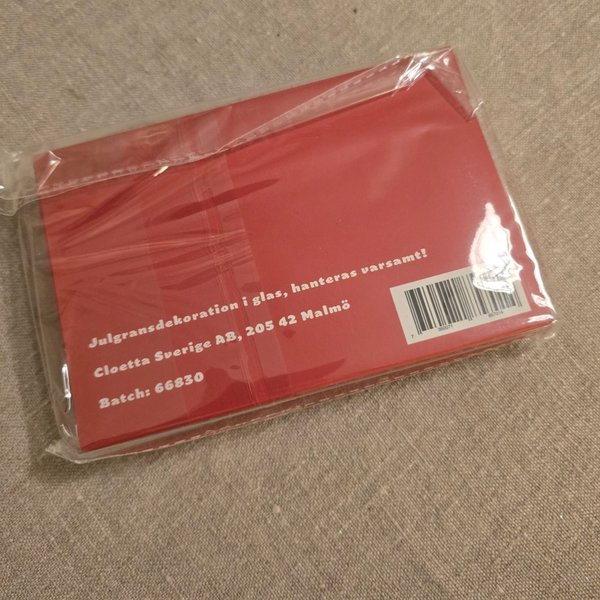 Julgransdekoration i glas, hanteras varsamt!
Cloetta Sverige AB, 205 42 Malmö
Batch: 66830